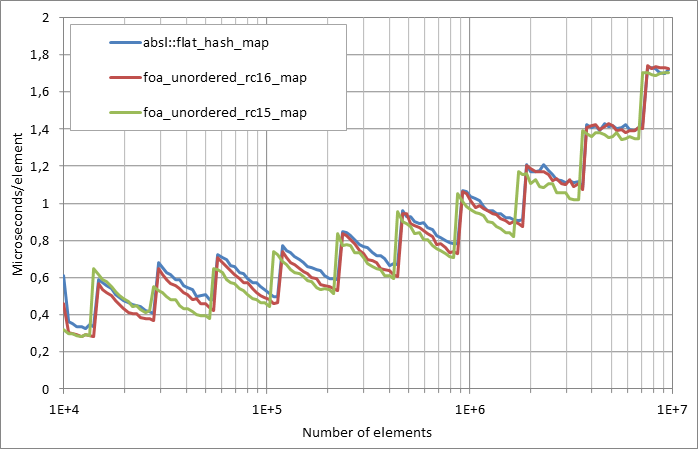 2
1,8
1,6
1,4
1,2
1
0,8
0,6
0,4
0,2
0
Microseconds/element
absl::flat_hash_map
foa_unordered_rc16_map
foa_unordered_rc15_map
1E+4 1E+5 1E+6 1E+7
Number of elements